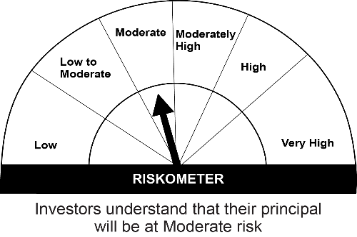 Moderate
Moderately
High
Low to
Moderate
High
Low
Very High
RISKOMETER
Investors understand that their principal
will be at Moderate risk